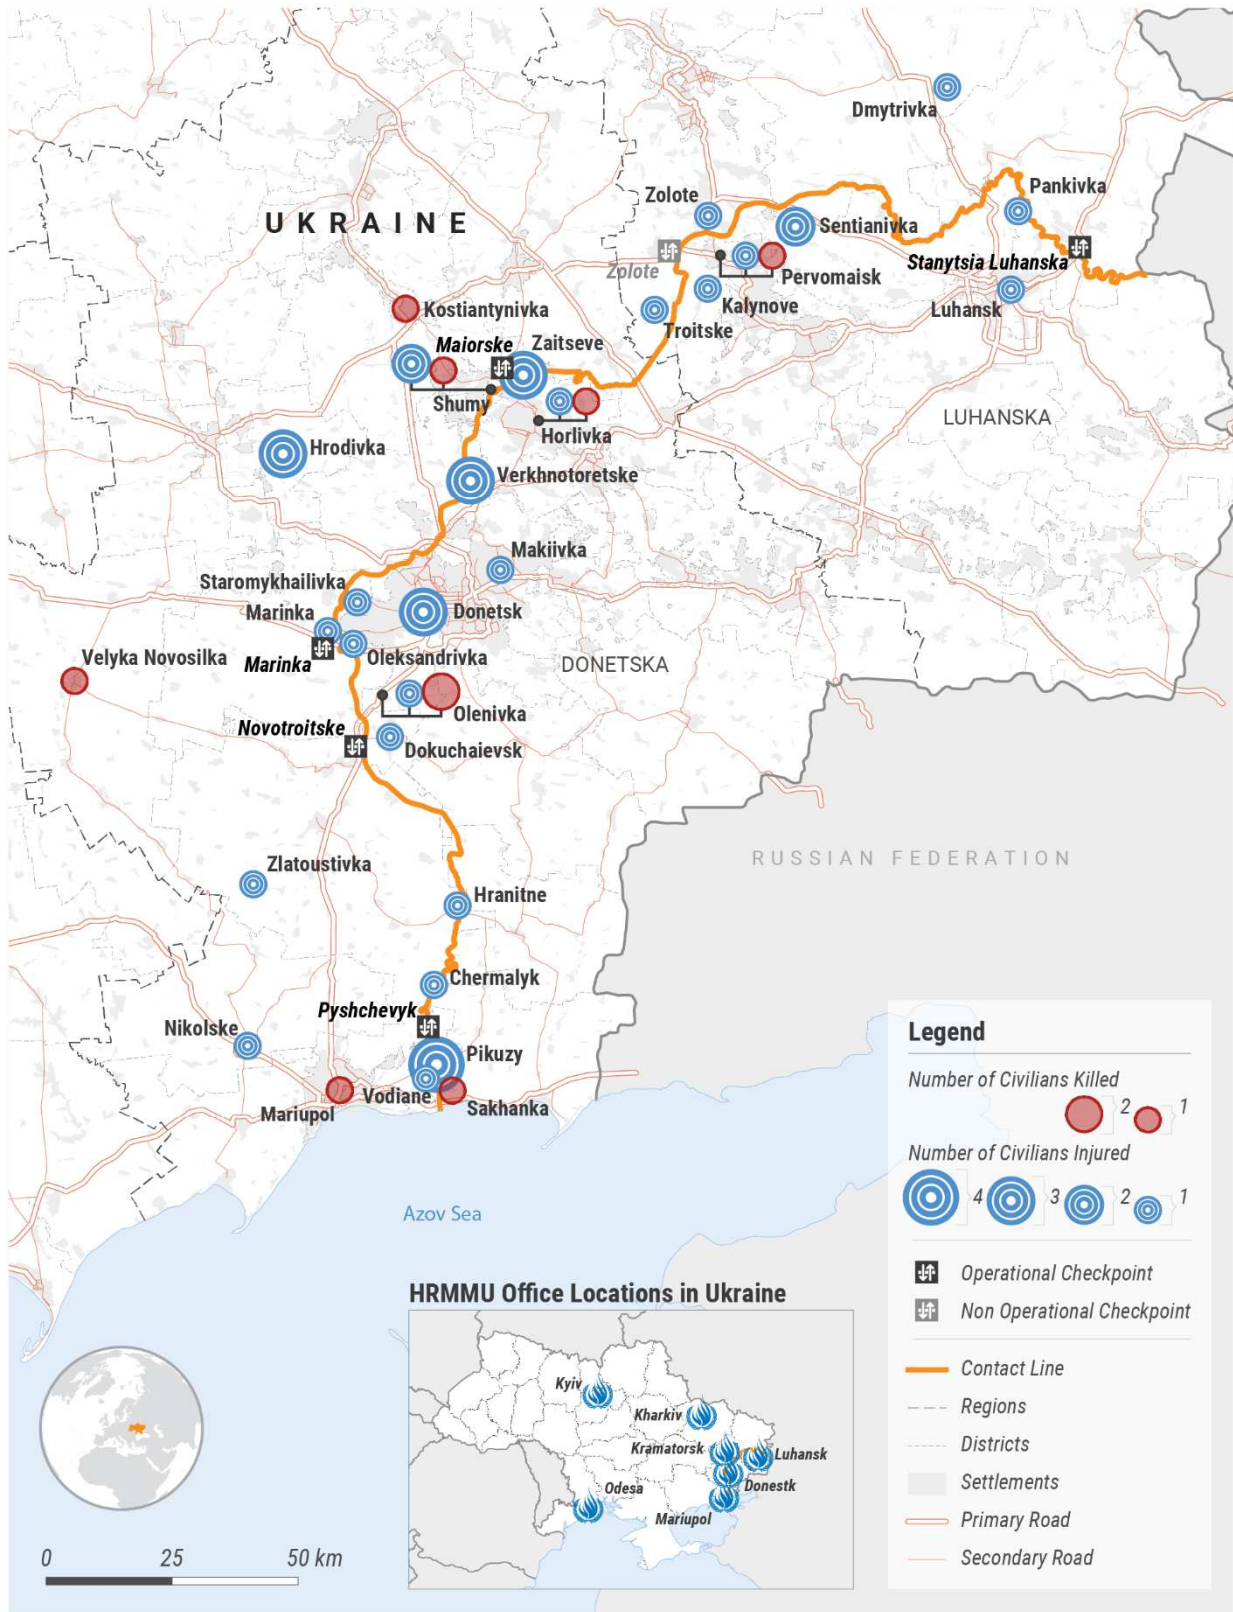 Dmytrivka
Zolote
Pankivka
UKRAINE
Sentianivka
Stanytsia Luhanska
Zolote
Pervomaisk
Kalynove
Luhansk
Kostiantynivka
Troitske
Maiorske
Zaitseve
Shumy
Horlivka
LUHANSKA
Hrodivka
Verkhnotoretske
Makiivka
Staromykhailivka
Marinka
Donetsk
Velyka Novosilka
Marinka
Oleksandrivka
DONETSKA
Olenivka
Novotroitske
Dokuchaievsk
RUSSIAN FEDERATION
Zlatoustivka
Hranitne
Chermalyk
Pyshchevyk
Nikolske
Pikuzy
Vodiane
Mariupol
Sakhanka
Azov Sea
Legend
Number of Civilians Killed
2 1
Number of Civilians Injured
4 3 2 1
Operational Checkpoint
Non Operational Checkpoint
Contact Line
Regions
Districts
Settlements
Primary Road
Secondary Road
HRMMU Office Locations in Ukraine
Kyiv
Kharkiv
Kramatorsk
Luhansk
Donestk
Odesa
Mariupol
0 25 50 km